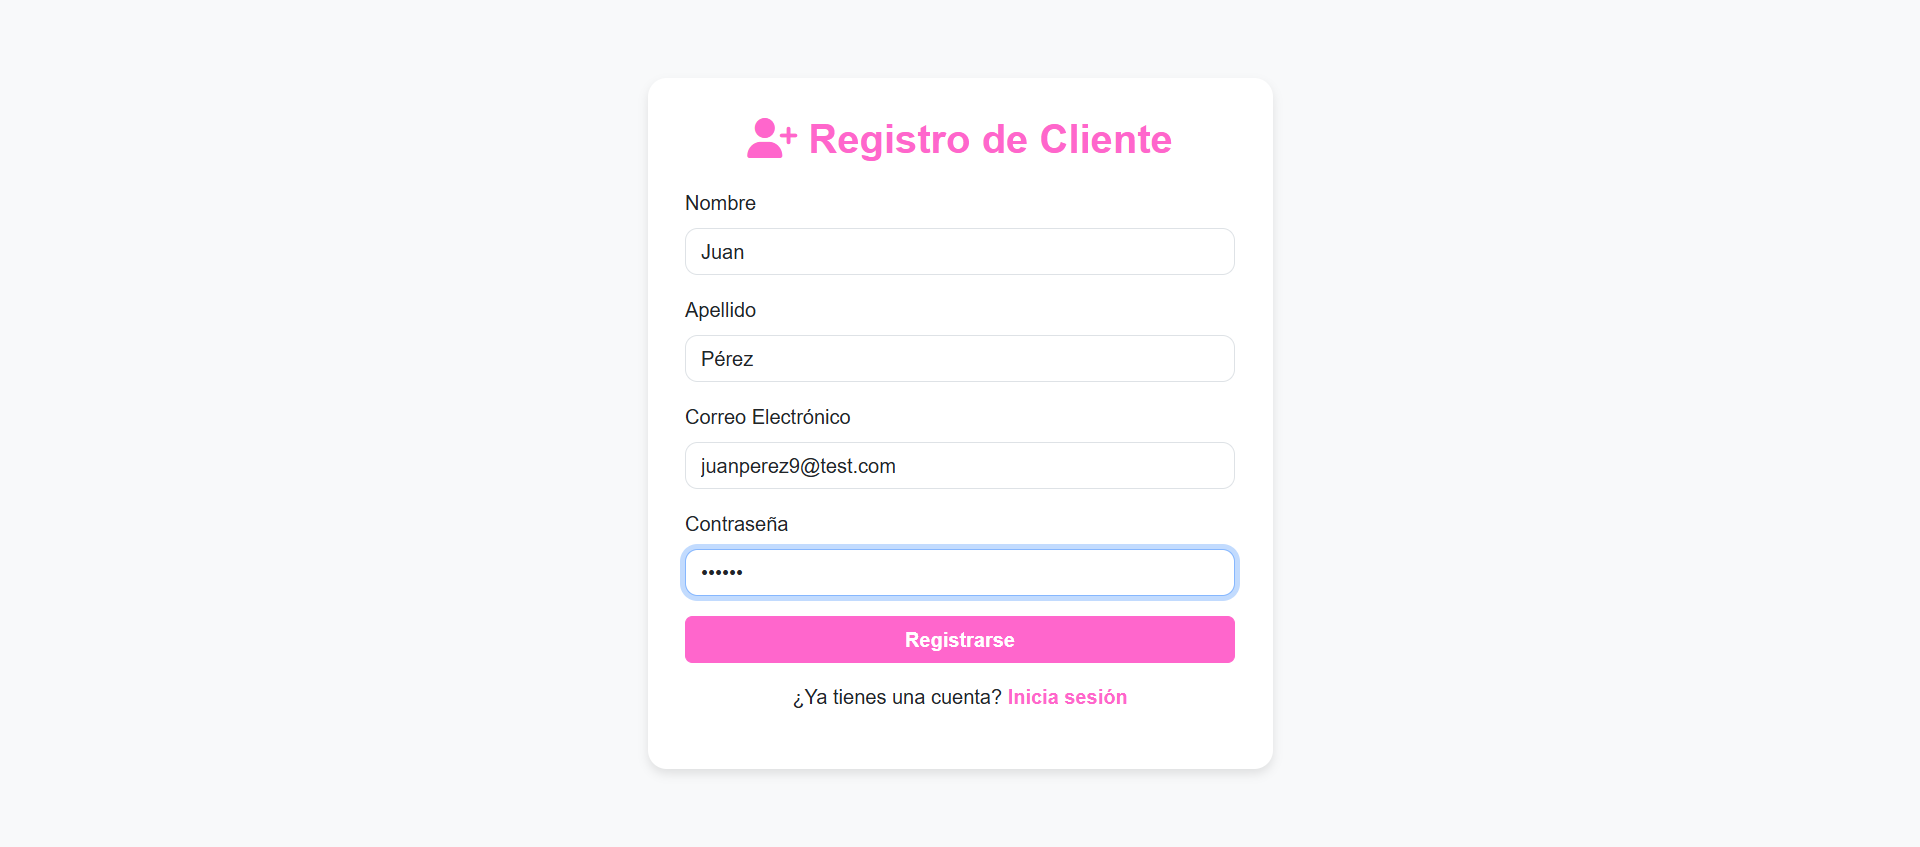 Registro de Cliente
Nombre
Juan
Apellido
Pérez
Correo Electrónico
juanperez9@test.com
Contraseña
••••••
Registrarse
¿Ya tienes una cuenta? Inicia sesión